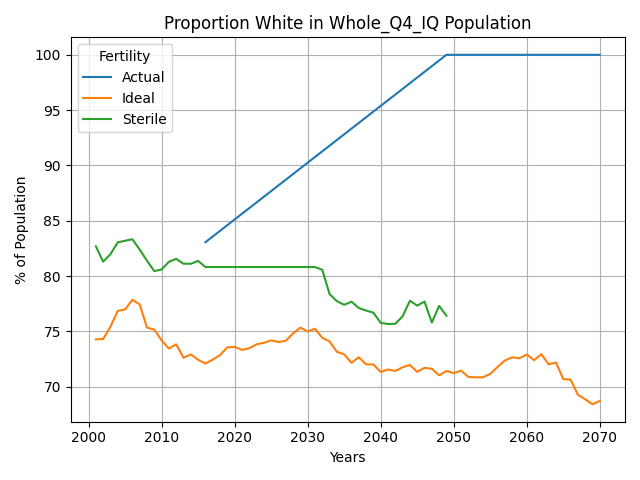 Proportion White in Whole_Q4_IQ Population
Fertility
Actual
Ideal
Sterile
% of Population
100
95
90
85
80
75
70
2000 2010 2020 2030 2040 2050 2060 2070
Years